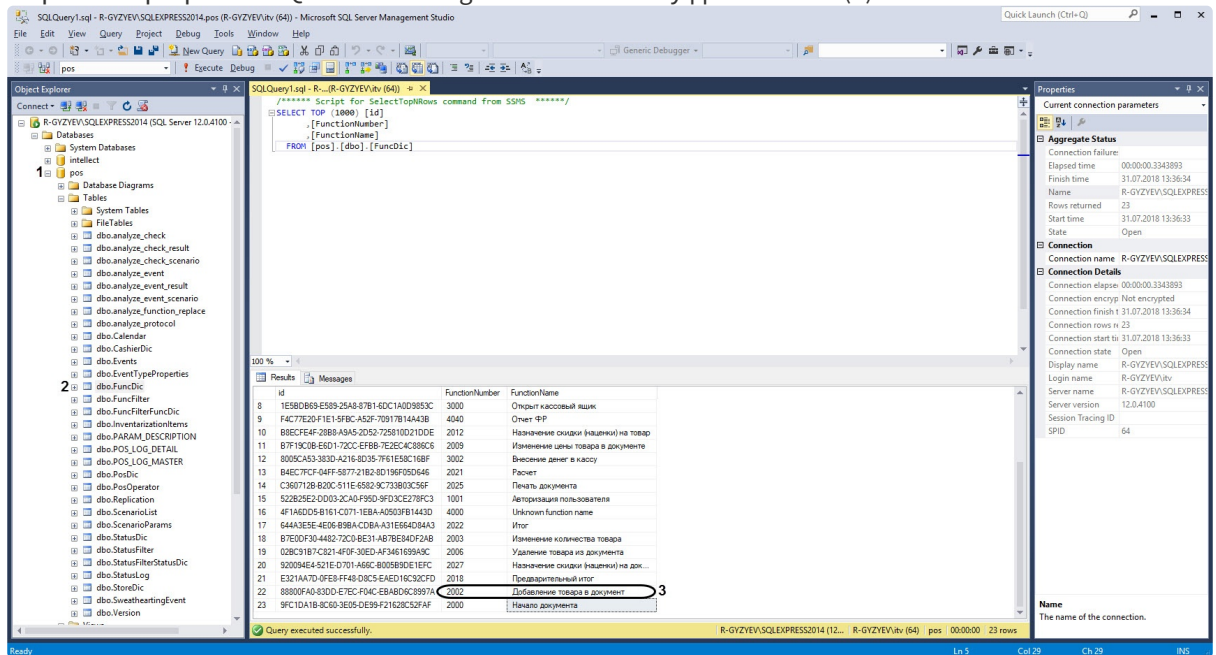 SQLQuery1.sql - R-GYZYEV\SQLEXPRESS2014.pos (R-GYZYEV\itv (64)) - Microsoft SQL Server Management Studio
Quick Launch (Ctrl+Q)
File Edit View Query Project Debug Tools Window Help
New Query
Generic Debugger
pos
Execute Debug
Object Explorer
Connect
R-GYZYEV\SQLEXPRESS2014 (SQL Server 12.0.4100 -
Databases
System Databases
intellect
1 pos
Database Diagrams
Tables
System Tables
FileTables
dbo.analyze_check
dbo.analyze_check_result
dbo.analyze_check_scenario
dbo.analyze_event
dbo.analyze_event_result
dbo.analyze_event_scenario
dbo.analyze_function_replace
dbo.analyze_protocol
dbo.Calendar
dbo.CashierDic
dbo.Events
dbo.EventTypeProperties
2 dbo.FuncDic
dbo.FuncFilter
dbo.FuncFilterFuncDic
dbo.InventarizationItems
dbo.PARAM_DESCRIPTION
dbo.POS_LOG_DETAIL
dbo.POS_LOG_MASTER
dbo.PosDic
dbo.PosOperator
dbo.Replication
dbo.ScenarioList
dbo.ScenarioParams
dbo.StatusDic
dbo.StatusFilter
dbo.StatusFilterStatusDic
dbo.StatusLog
dbo.StoreDic
dbo.SweatheartingEvent
dbo.Version
SQLQuery1.sql - R-...(R-GYZYEV\itv (64))
/****** Script for SelectTopNRows command from SSMS ******/
SELECT TOP (1000) [id]
,[FunctionNumber]
,[FunctionName]
FROM [pos].[dbo].[FuncDic]
100 %
Results Messages
id FunctionNumber FunctionName
8 1E5BDB69-E589-25A8-87B1-6DC1A0D9853C 3000 Открыт кассовый ящик
9 F4C77E20-F1E1-5FBC-A52F-70917B14A43B 4040 Отчет ФР
10 B8ECFE4F-28B8-A9A5-2D52-725810D21DDE 2012 Назначение скидки (наценки) на товар
11 B7F19C0B-E6D1-72CC-EFBB-7E2EC4C886C6 2009 Изменение цены товара в документе
12 8005CA53-383D-A216-8D35-7F61E58C16BF 3002 Внесение денег в кассу
13 B4EC7FCF-04FF-5877-21B2-8D196F05D646 2021 Расчет
14 C360712B-B20C-511E-6582-9C733B03C56F 2025 Печать документа
15 522B25E2-DD03-2CA0-F95D-9FD3CE278FC3 1001 Авторизация пользователя
16 4F1A6DD5-B161-C071-1EBA-A0503FB1443D 4000 Unknown function name
17 644A3E5E-4E06-B9BA-CDBA-A31E664D84A3 2022 Итог
18 B7E0DF30-4482-72C0-BE31-AB7BE84DF2AB 2003 Изменение количества товара
19 02BC91B7-C821-4F0F-30ED-AF3461699A9C 2006 Удаление товара из документа
20 920094E4-521E-D701-A66C-B005B9DE1EFC 2027 Назначение скидки (наценки) на док...
21 E321AA7D-0FE8-FF48-D8C5-EAED16C92CFD 2018 Предварительный итог
22 88800FA0-83DD-E7EC-F04C-EBABD6C8997A 2002 Добавление товара в документ 3
23 9FC1DA1B-8C60-3E05-DE99-F21628C52FAF 2000 Начало документа
Query executed successfully.
R-GYZYEV\SQLEXPRESS2014 (12... R-GYZYEV\itv (64) pos 00:00:00 23 rows
Properties
Current connection parameters
Aggregate Status
Connection failure
Elapsed time 00:00:00.3343893
Finish time 31.07.2018 13:36:34
Name R-GYZYEV\SQLEXPRESS
Rows returned 23
Start time 31.07.2018 13:36:33
State Open
Connection
Connection name R-GYZYEV\SQLEXPRESS
Connection Details
Connection elapse 00:00:00.3343893
Connection encryp Not encrypted
Connection finish t 31.07.2018 13:36:34
Connection rows r 23
Connection start ti 31.07.2018 13:36:33
Connection state Open
Display name R-GYZYEV\SQLEXPRESS
Login name R-GYZYEV\itv
Server name R-GYZYEV\SQLEXPRESS
Server version 12.0.4100
Session Tracing ID
SPID 64
Name
The name of the connection.
Ready
Ln 5 Col 29 Ch 29 INS